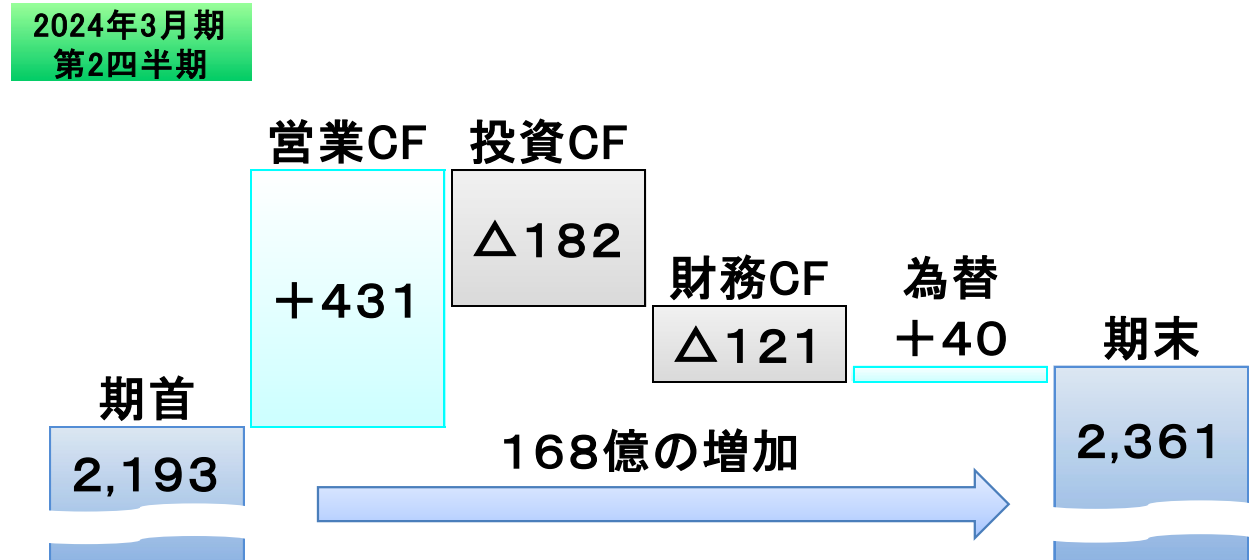 2024年3月期
第2四半期
営業CF
投資CF
＋431
△182
財務CF
△121
為替
＋40
期首
2,193
期末
2,361
168億の増加